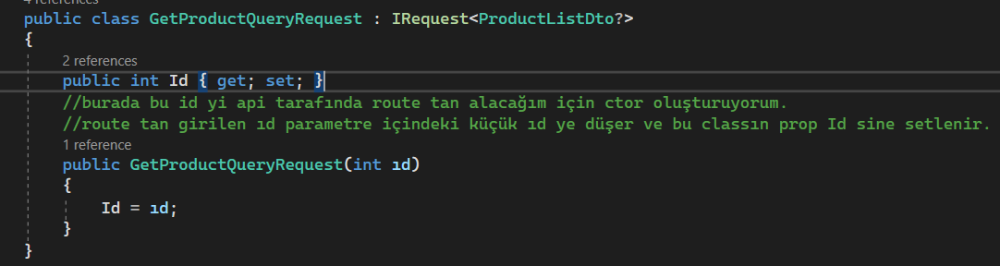 4 references
public class GetProductQueryRequest : IRequest<ProductListDto?>
{
2 references
public int Id { get; set; }
//burada bu id yi api tarafında route tan alacağım için ctor oluşturuyorum.
//route tan girilen ıd parametre içindeki küçük ıd ye düşer ve bu classın prop Id sine setlenir.
1 reference
public GetProductQueryRequest(int ıd)
{
Id = ıd;
}
}